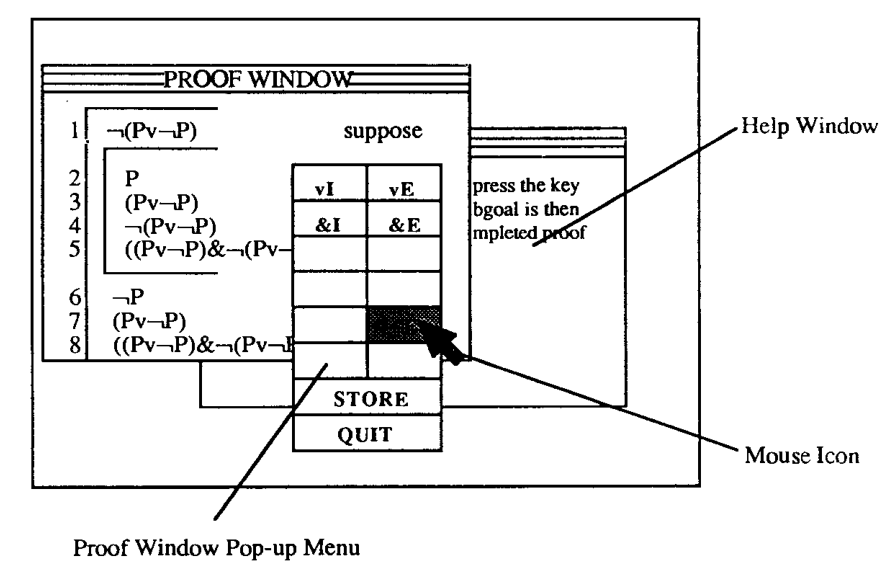 PROOF WINDOW
1 ¬(Pv¬P) suppose
2 P
3 (Pv¬P)
4 ¬(Pv¬P)
5 ((Pv¬P)&¬(Pv¬
6 ¬P
7 (Pv¬P)
8 ((Pv¬P)&¬(Pv¬P
vI vE
&I &E
STORE
QUIT
press the key
bgoal is then
mpleted proof
Help Window
Mouse Icon
Proof Window Pop-up Menu